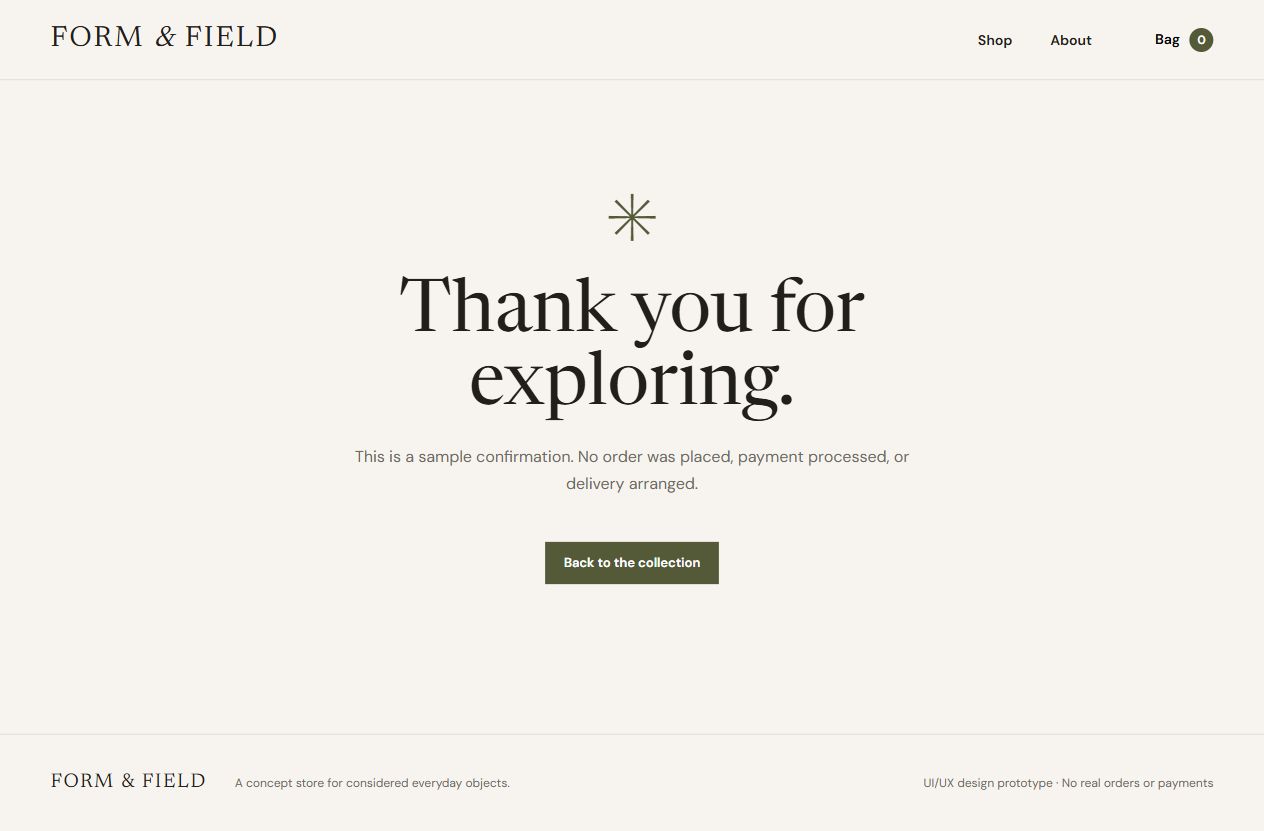 FORM & FIELD
Shop
About
Bag 0
Thank you for
exploring.
This is a sample confirmation. No order was placed, payment processed, or
delivery arranged.
Back to the collection
FORM & FIELD
A concept store for considered everyday objects.
UI/UX design prototype · No real orders or payments